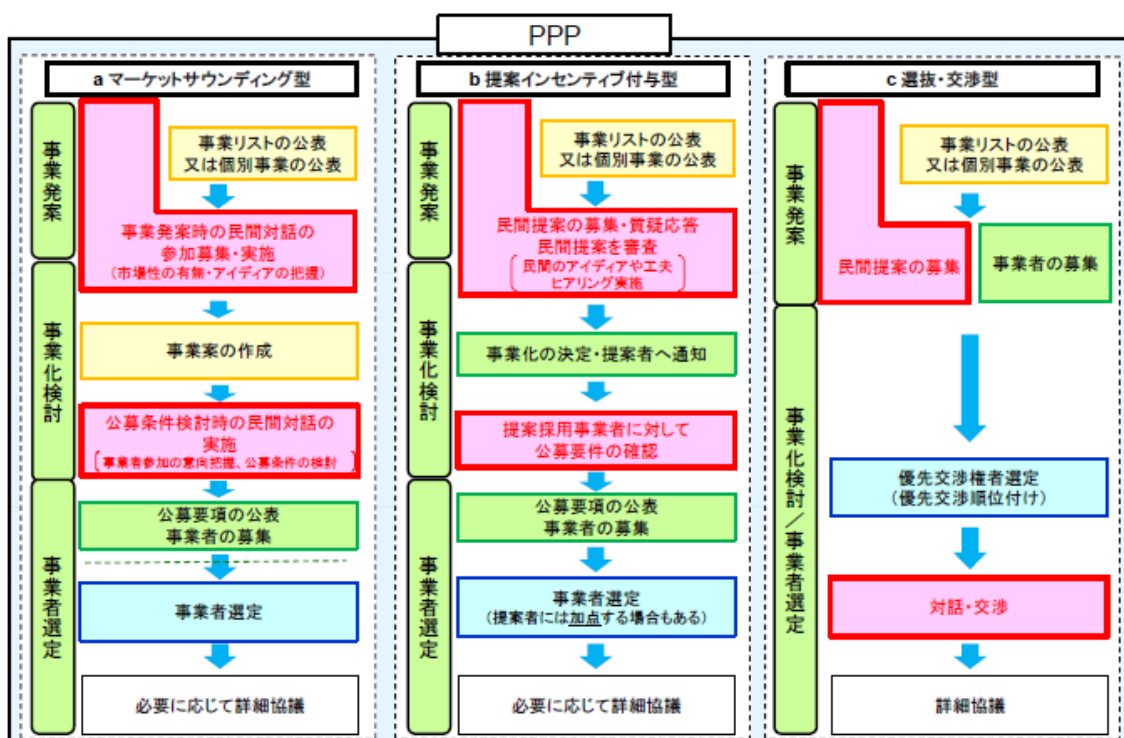 PPP
a マーケットサウンディング型
事業発案
事業リストの公表
又は個別事業の公表
事業発案時の民間対話の
参加募集・実施
(市場性の有無・アイディアの把握)
事業化検討
事業案の作成
公募条件検討時の民間対話の
実施
事業者参加の意向把握、公募条件の検討
事業者選定
公募要項の公表
事業者の募集
事業者選定
必要に応じて詳細協議
b 提案インセンティブ付与型
事業発案
事業リストの公表
又は個別事業の公表
民間提案の募集・質疑応答
民間提案を審査
民間のアイディアや工夫
ヒアリング実施
事業化検討
事業化の決定・提案者へ通知
提案採用事業者に対して
公募要件の確認
事業者選定
公募要項の公表
事業者の募集
事業者選定
(提案者には加点する場合もある)
必要に応じて詳細協議
c 選抜・交渉型
事業発案
事業リストの公表
又は個別事業の公表
民間提案の募集
事業者の募集
事業化検討／事業者選定
優先交渉権者選定
(優先交渉順位付け)
対話・交渉
詳細協議